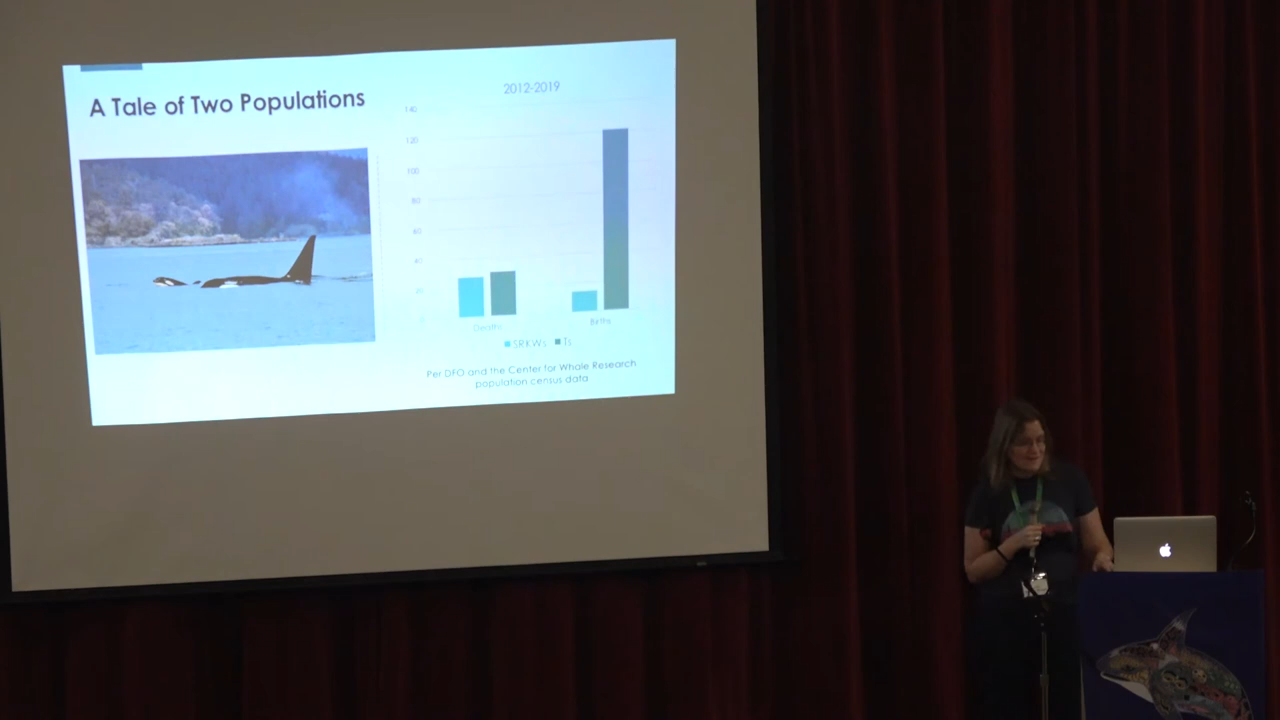 A Tale of Two Populations
2012-2019
140
120
100
80
60
40
20
Deaths
Births
SRKWs Ts
Per DFO and the Center for Whale Research
population census data